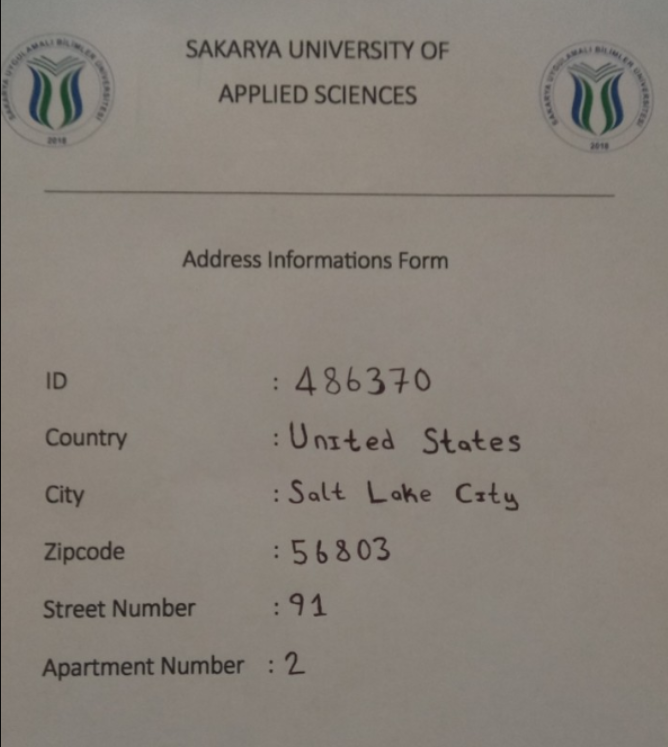 SAKARYA UNIVERSITY OF
APPLIED SCIENCES
SAKARYA UYGULAMALI BİLİMLER ÜNİVERSİTESİ
2018
SAKARYA UYGULAMALI BİLİMLER ÜNİVERSİTESİ
2018
Address Informations Form
ID : 486370
Country : United States
City : Salt Lake City
Zipcode : 56803
Street Number : 91
Apartment Number : 2